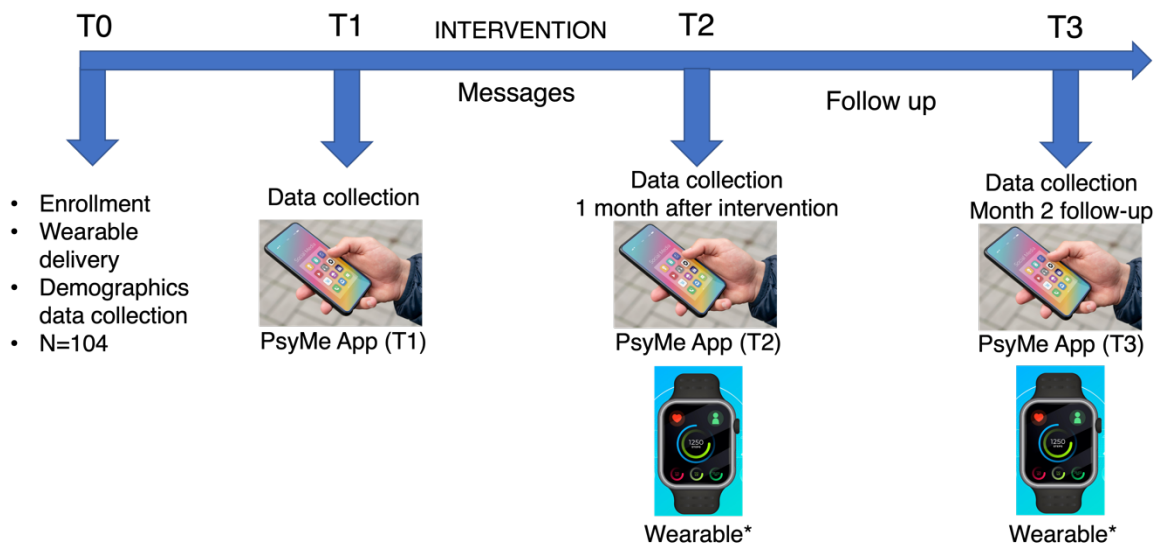 T0
T1
INTERVENTION
T2
T3
Messages
Follow up
• Enrollment
• Wearable
delivery
• Demographics
data collection
• N=104
Data collection
PsyMe App (T1)
Data collection
1 month after intervention
PsyMe App (T2)
1250
Wearable*
Data collection
Month 2 follow-up
PsyMe App (T3)
1250
Wearable*